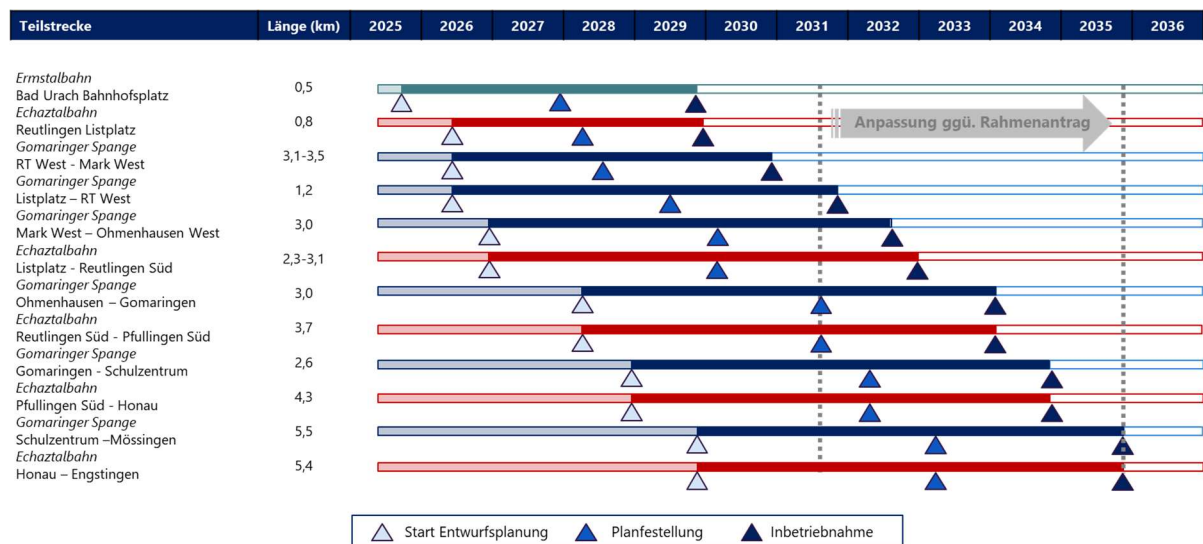 Teilstrecke Länge (km) 2025 2026 2027 2028 2029 2030 2031 2032 2033 2034 2035 2036
Ermstalbahn
Bad Urach Bahnhofsplatz 0,5
Echaztalbahn
Reutlingen Listplatz 0,8 Anpassung ggü. Rahmenantrag
Gomaringer Spange
RT West - Mark West 3,1-3,5
Gomaringer Spange
Listplatz – RT West 1,2
Gomaringer Spange
Mark West – Ohmenhausen West 3,0
Echaztalbahn
Listplatz - Reutlingen Süd 2,3-3,1
Gomaringer Spange
Ohmenhausen – Gomaringen 3,0
Echaztalbahn
Reutlingen Süd - Pfullingen Süd 3,7
Gomaringer Spange
Gomaringen - Schulzentrum 2,6
Echaztalbahn
Pfullingen Süd - Honau 4,3
Gomaringer Spange
Schulzentrum –Mössingen 5,5
Echaztalbahn
Honau – Engstingen 5,4
Start Entwurfsplanung Planfestellung Inbetriebnahme